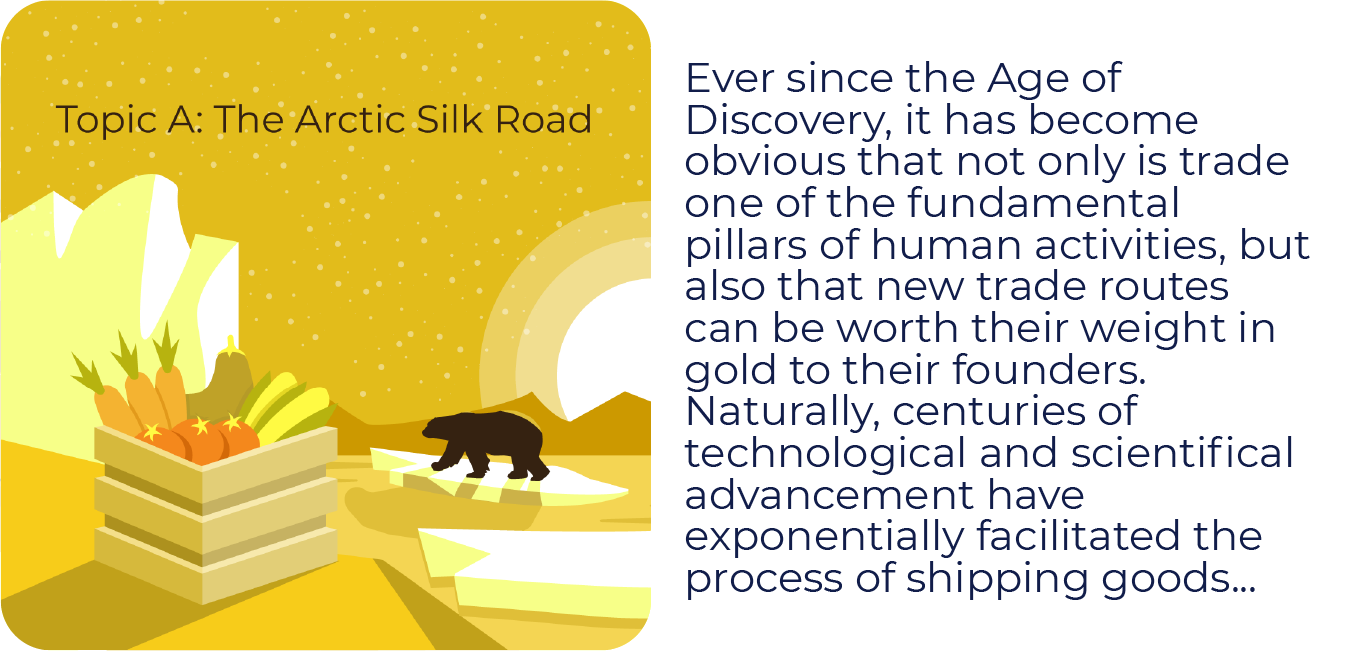 Topic A: The Arctic Silk Road
Ever since the Age of
Discovery, it has become
obvious that not only is trade
one of the fundamental
pillars of human activities, but
also that new trade routes
can be worth their weight in
gold to their founders.
Naturally, centuries of
technological and scientific
advancement have
exponentially facilitated the
process of shipping goods...